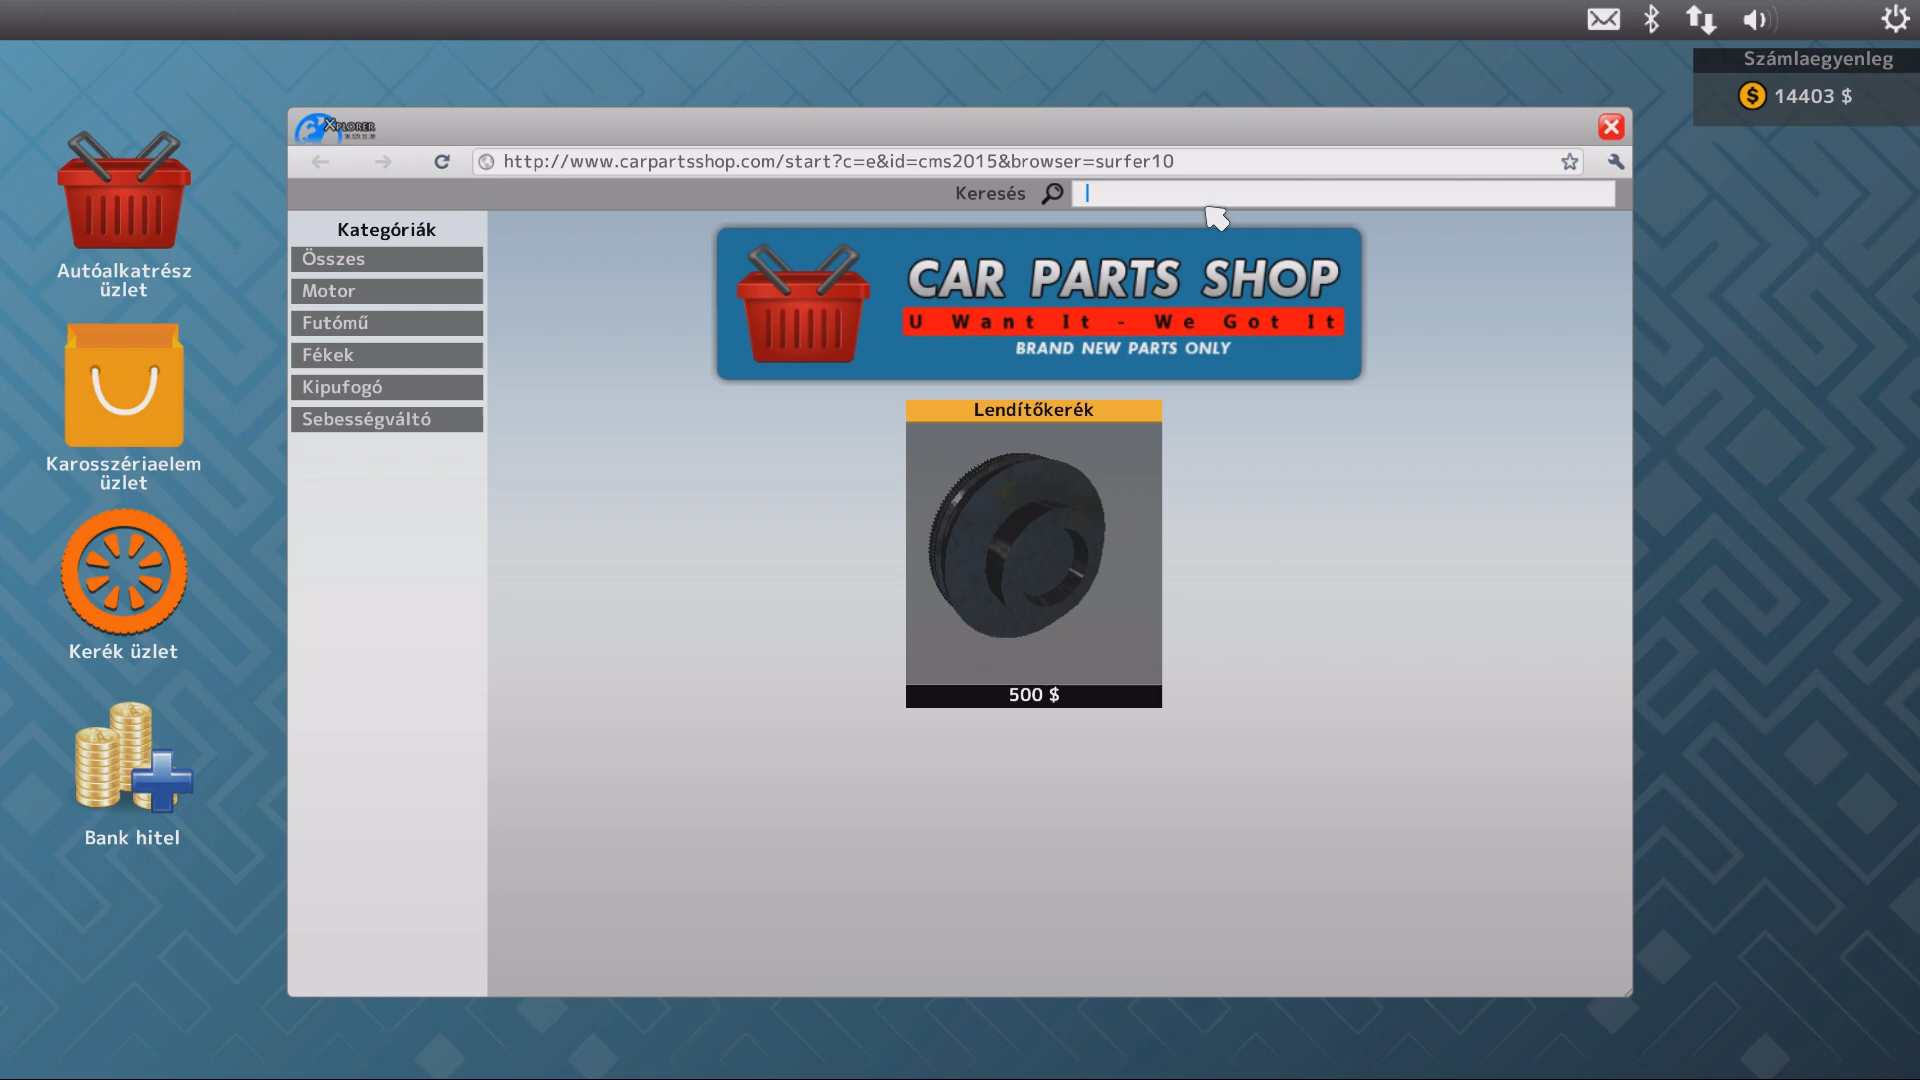 Számlaegyenleg
14403 $
Autóalkatrész
üzlet
Karosszériaelem
üzlet
Kerék üzlet
Bank hitel
XPLORER
http://www.carpartsshop.com/start?c=e&id=cms2015&browser=surfer10
Keresés
Kategóriák
Összes
Motor
Futómű
Fékek
Kipufogó
Sebességváltó
CAR PARTS SHOP
U Want It - We Got It
BRAND NEW PARTS ONLY
Lendítőkerék
500 $